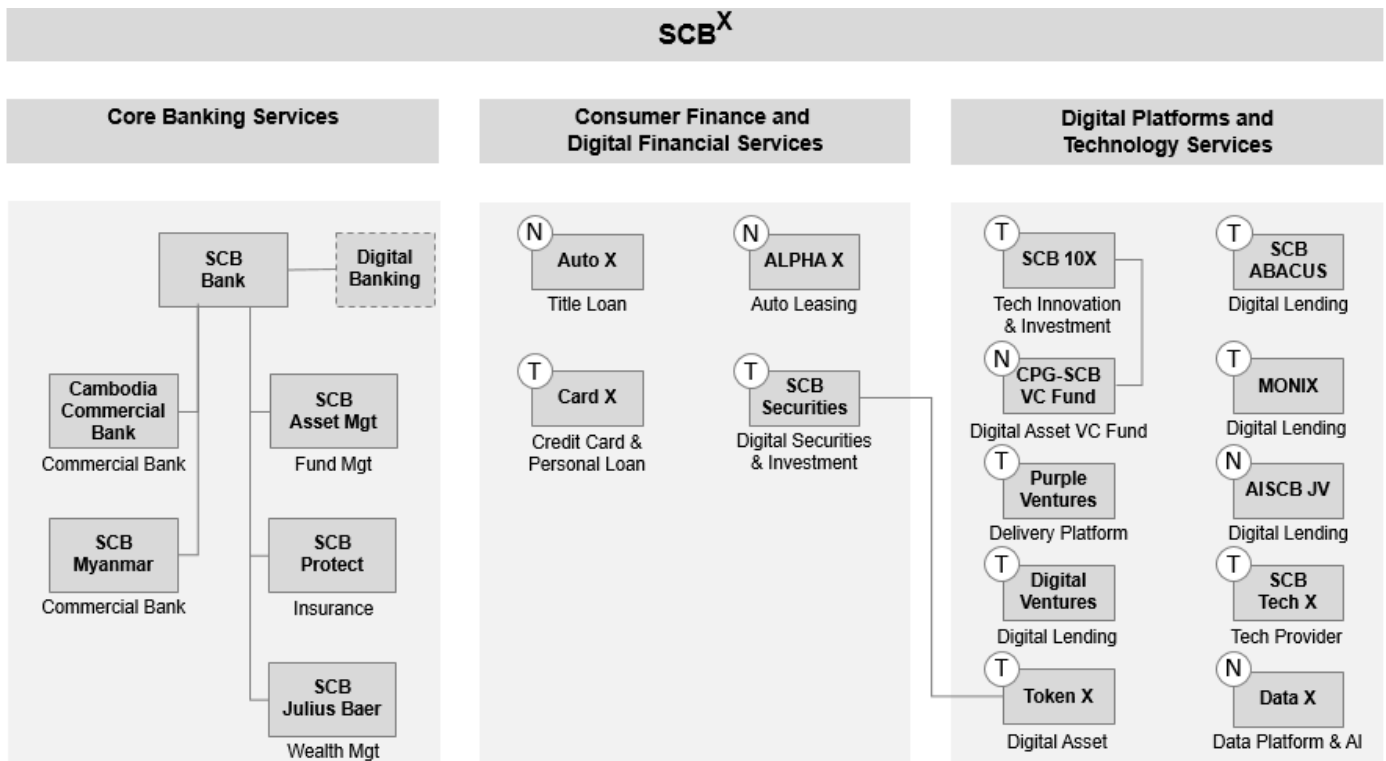 SCBX
Core Banking Services
Consumer Finance and
Digital Financial Services
Digital Platforms and
Technology Services
SCB
Bank
Digital
Banking
Cambodia
Commercial
Bank
Commercial Bank
SCB
Asset Mgt
Fund Mgt
SCB
Myanmar
Commercial Bank
SCB
Protect
Insurance
SCB
Julius Baer
Wealth Mgt
N
Auto X
Title Loan
N
ALPHA X
Auto Leasing
T
Card X
Credit Card &
Personal Loan
T
SCB
Securities
Digital Securities
& Investment
T
SCB 10X
Tech Innovation
& Investment
T
SCB
ABACUS
Digital Lending
N
CPG-SCB
VC Fund
Digital Asset VC Fund
T
MONIX
Digital Lending
T
Purple
Ventures
Delivery Platform
N
AISCB JV
Digital Lending
T
Digital
Ventures
Digital Lending
T
SCB
Tech X
Tech Provider
T
Token X
Digital Asset
N
Data X
Data Platform & AI